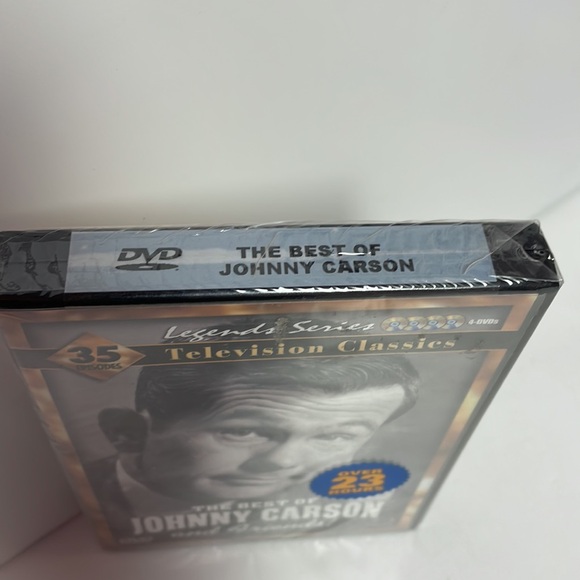 DVD
THE BEST OF
JOHNNY CARSON
Legends Series
4-DVDs
35
EPISODES
Television Classics
OVER
23
HOURS
THE BEST OF
JOHNNY CARSON
and Friends